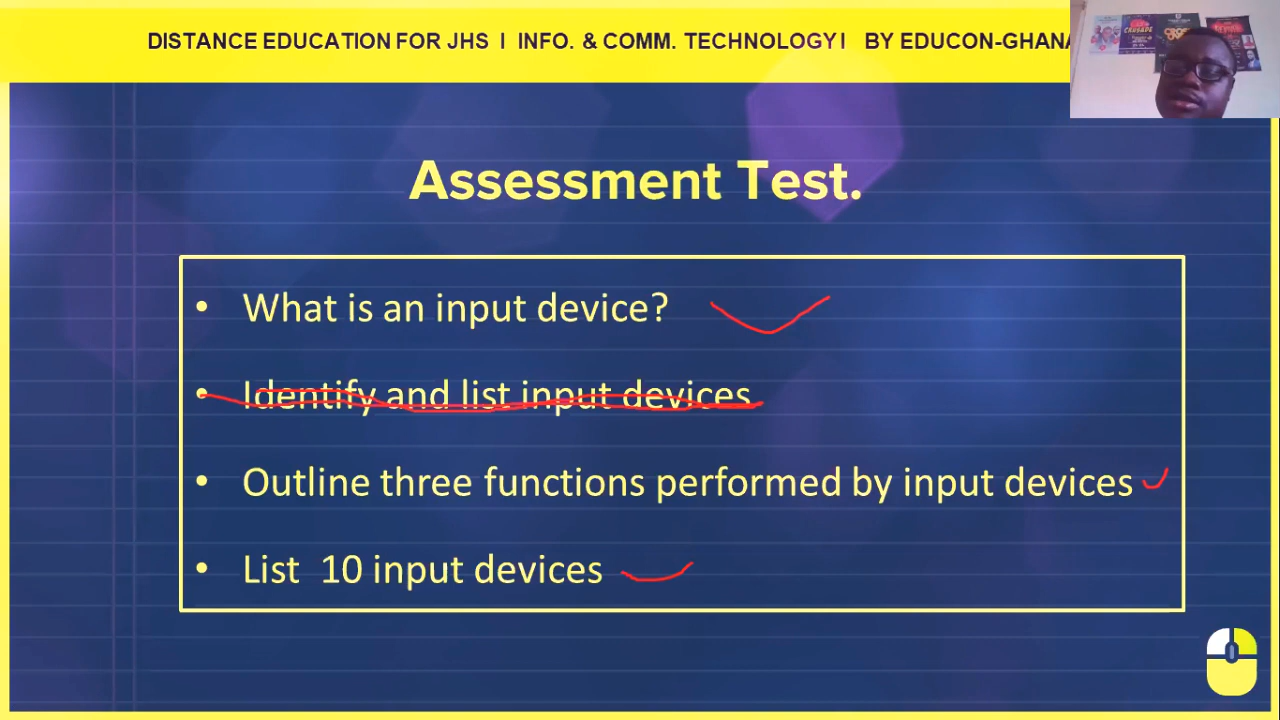 DISTANCE EDUCATION FOR JHS I INFO. & COMM. TECHNOLOGY I BY EDUCON-GHANA
Assessment Test.
• What is an input device?
• Identify and list input devices
• Outline three functions performed by input devices
• List 10 input devices